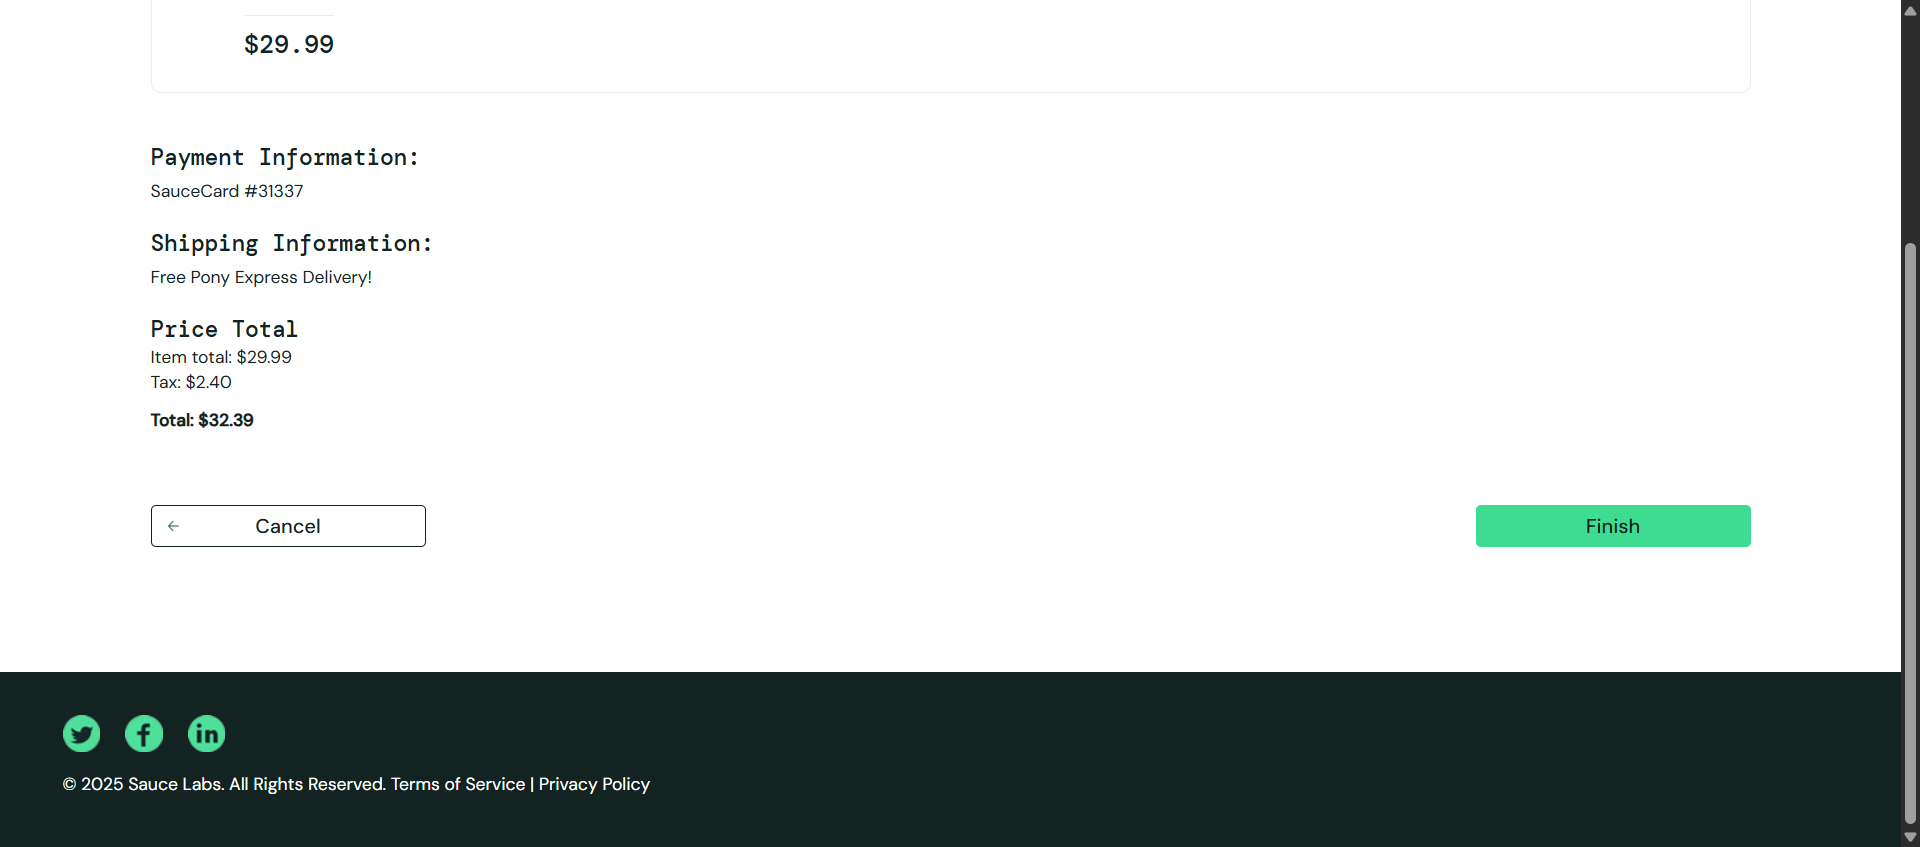 $29.99
Payment Information:
SauceCard #31337
Shipping Information:
Free Pony Express Delivery!
Price Total
Item total: $29.99
Tax: $2.40
Total: $32.39
Cancel
Finish
© 2025 Sauce Labs. All Rights Reserved. Terms of Service | Privacy Policy